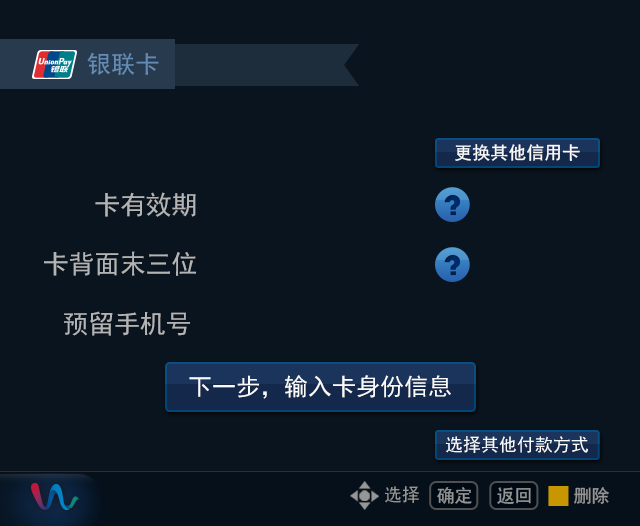 UnionPay
银联
银联卡
更换其他信用卡
卡有效期
?
卡背面末三位
?
预留手机号
下一步，输入卡身份信息
选择其他付款方式
选择 确定 返回 删除